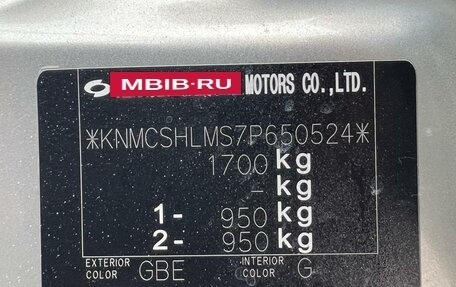 MBIB-RU MOTORS CO.,LTD.
*KNMCSHLMS7P650524*
1700 kg
- kg
1- 950 kg
2- 950 kg
EXTERIOR COLOR GBE INTERIOR COLOR G